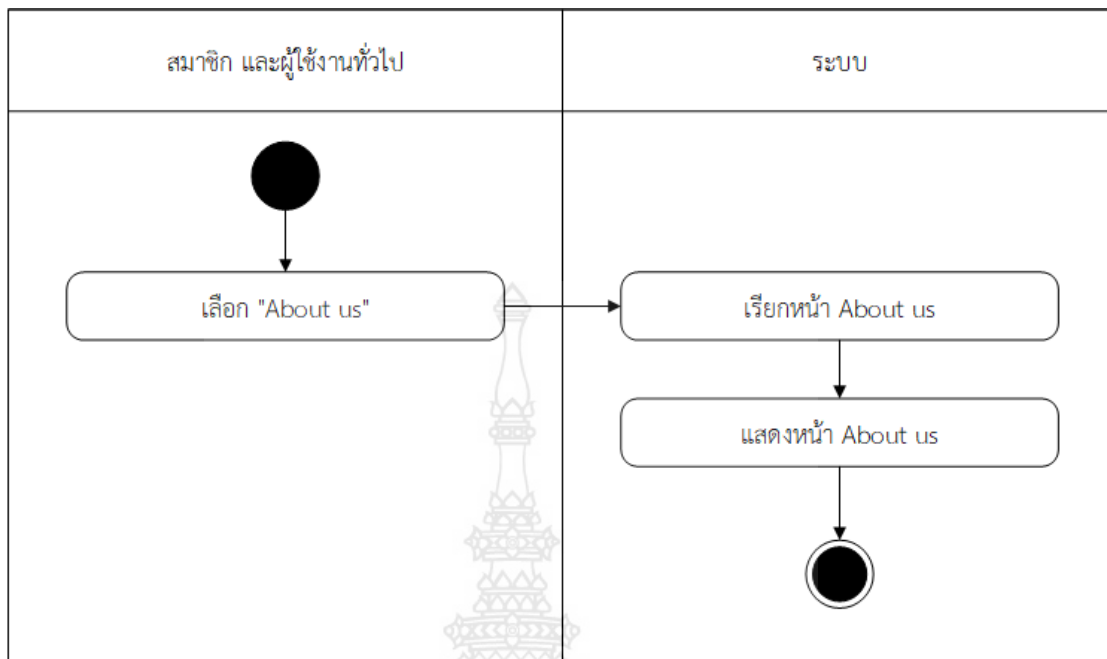 สมาชิก และผู้ใช้งานทั่วไป
ระบบ
เลือก "About us"
เรียกหน้า About us
แสดงหน้า About us